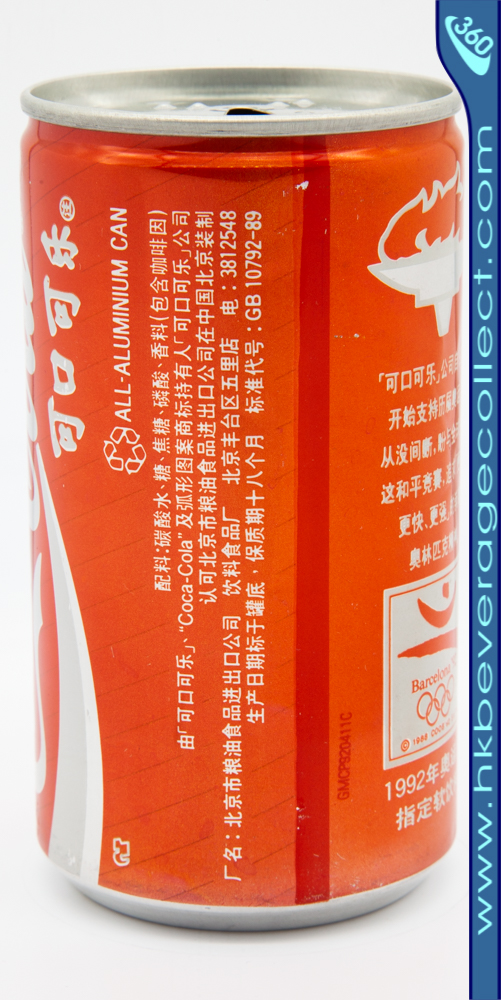 可口可乐
ALL-ALUMINIUM CAN
配料:碳酸水、糖、焦糖、磷酸、香料(包含咖啡因)
由「可口可乐」、“Coca-Cola”及弧形图案商标持有人「可口可乐」公司
认可北京市粮油食品进出口公司在中国北京装制
厂名:北京市粮油食品进出口公司 饮料食品厂 北京丰台区五里店 电:3812548
生产日期标于罐底,保质期十八个月 标准代号:GB 10792-89
GMCP920411C
「可口可乐」公司
开始支持历届
从没间断,
这和平竞赛,
更快、更强、
奥林匹克
Barcelona
© 1988 COOB
1992年奥
指定软饮
360
www.hkbeveragecollect.com